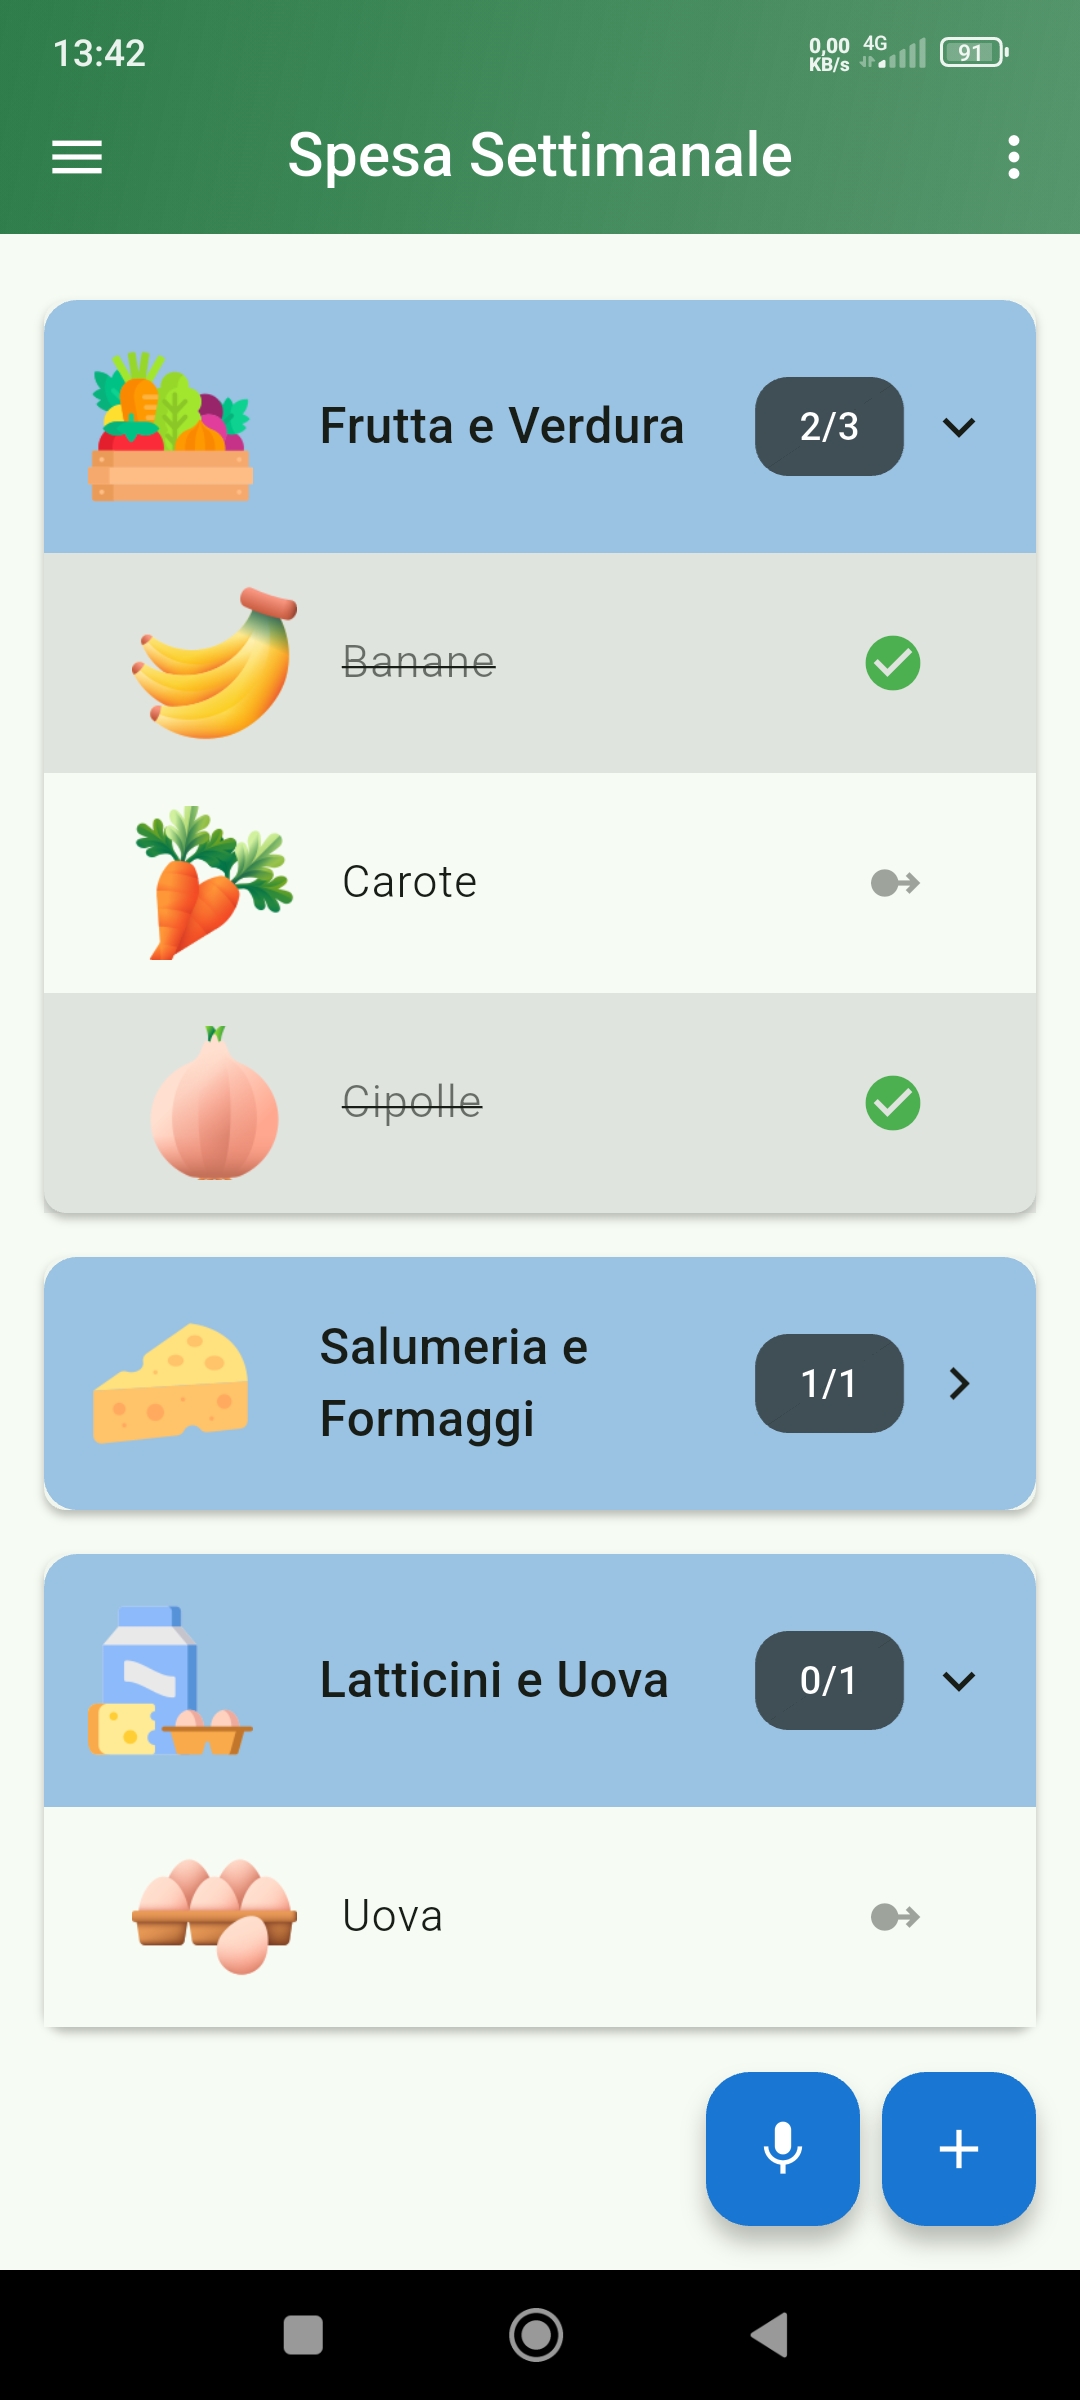 13:42
0,00
KB/s
4G
91
Spesa Settimanale
Frutta e Verdura
2/3
Banane
Carote
Cipolle
Salumeria e
Formaggi
1/1
Latticini e Uova
0/1
Uova